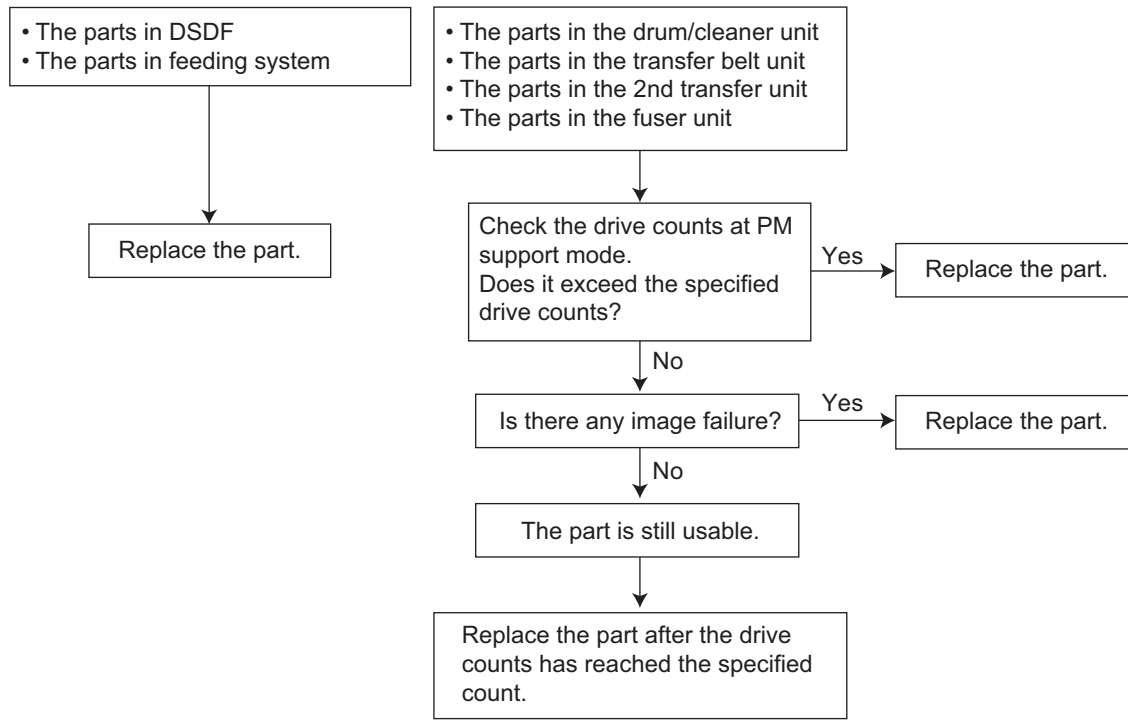 • The parts in DSDF
• The parts in feeding system
Replace the part.
• The parts in the drum/cleaner unit
• The parts in the transfer belt unit
• The parts in the 2nd transfer unit
• The parts in the fuser unit
Check the drive counts at PM
support mode.
Does it exceed the specified
drive counts?
Yes
Replace the part.
No
Is there any image failure?
Yes
Replace the part.
No
The part is still usable.
Replace the part after the drive
counts has reached the specified
count.